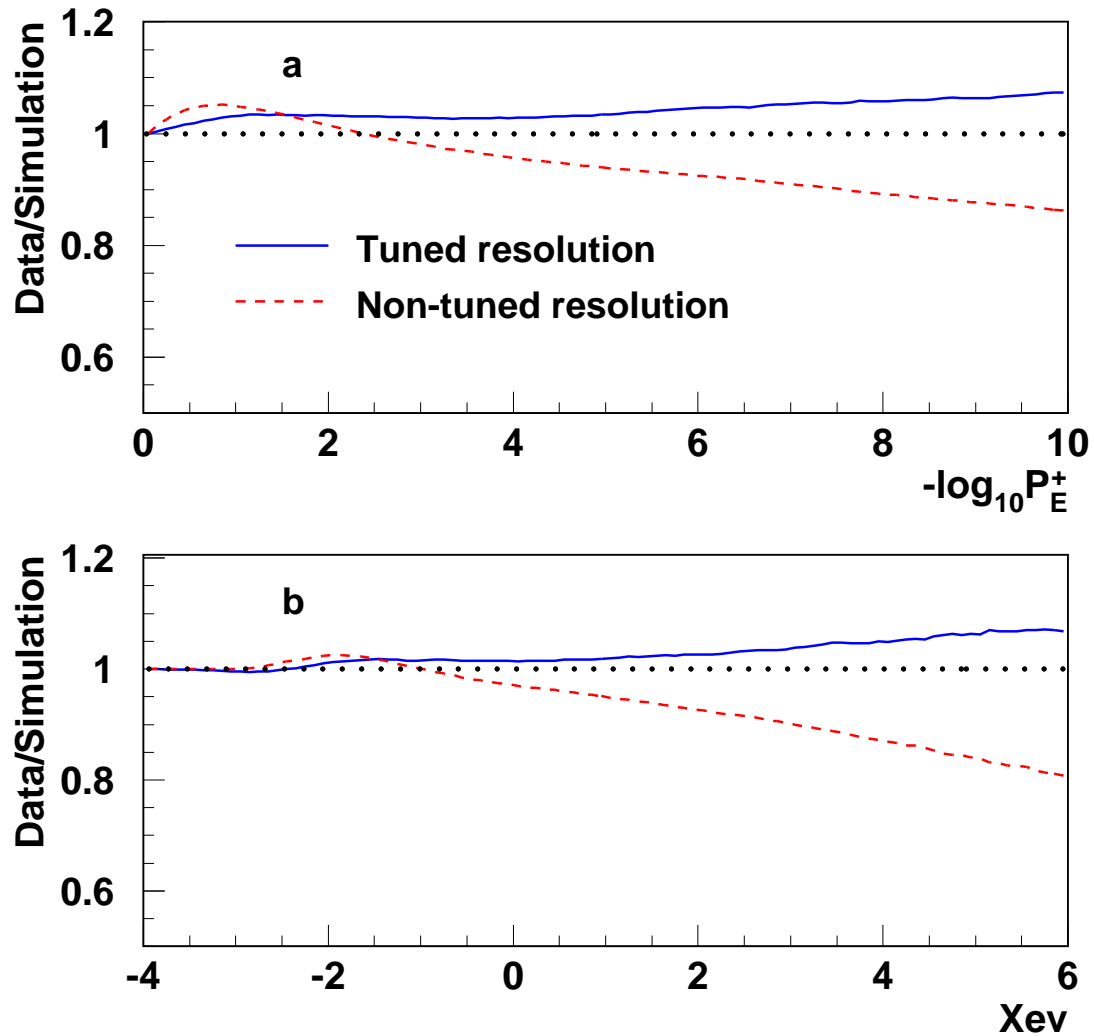 1.2
a
1
0.8
0.6
Data/Simulation
Tuned resolution
Non-tuned resolution
0 2 4 6 8 10
-log₁₀P_E^+
1.2
b
1
0.8
0.6
Data/Simulation
-4 -2 0 2 4 6
Xev